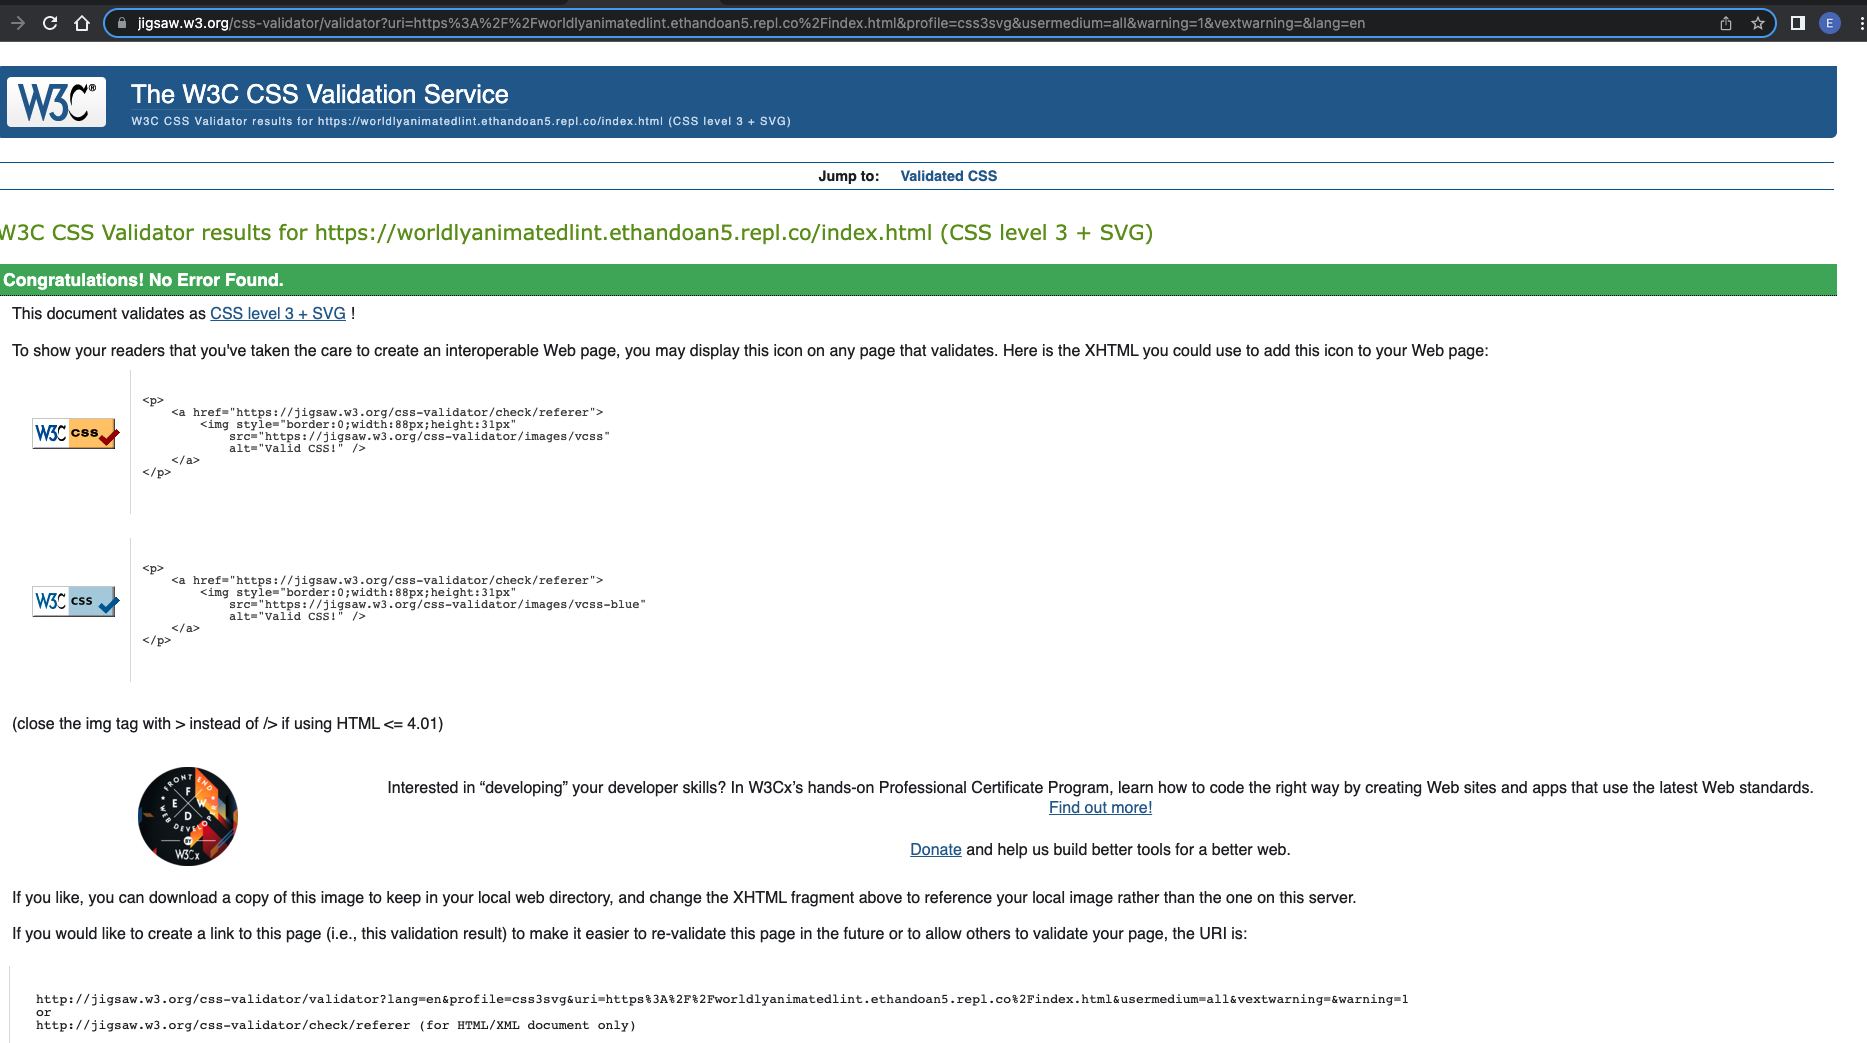 jigsaw.w3.org/css-validator/validator?uri=https%3A%2F%2Fworldlyanimatedlint.ethandoan5.repl.co%2Findex.html&profile=css3svg&usermedium=all&warning=1&vextwarning=&lang=en
E
W3C®
The W3C CSS Validation Service
W3C CSS Validator results for https://worldlyanimatedlint.ethandoan5.repl.co/index.html (CSS level 3 + SVG)
Jump to: Validated CSS
W3C CSS Validator results for https://worldlyanimatedlint.ethandoan5.repl.co/index.html (CSS level 3 + SVG)
Congratulations! No Error Found.
This document validates as CSS level 3 + SVG !
To show your readers that you've taken the care to create an interoperable Web page, you may display this icon on any page that validates. Here is the XHTML you could use to add this icon to your Web page:
W3C css
<p>
<a href="https://jigsaw.w3.org/css-validator/check/referer">
<img style="border:0;width:88px;height:31px"
src="https://jigsaw.w3.org/css-validator/images/vcss"
alt="Valid CSS!" />
</a>
</p>
W3C css
<p>
<a href="https://jigsaw.w3.org/css-validator/check/referer">
<img style="border:0;width:88px;height:31px"
src="https://jigsaw.w3.org/css-validator/images/vcss-blue"
alt="Valid CSS!" />
</a>
</p>
(close the img tag with > instead of /> if using HTML <= 4.01)
FRONT END WEB DEVELOPER
F E W D
BY
W3Cx
Interested in “developing” your developer skills? In W3Cx’s hands-on Professional Certificate Program, learn how to code the right way by creating Web sites and apps that use the latest Web standards.
Find out more!
Donate and help us build better tools for a better web.
If you like, you can download a copy of this image to keep in your local web directory, and change the XHTML fragment above to reference your local image rather than the one on this server.
If you would like to create a link to this page (i.e., this validation result) to make it easier to re-validate this page in the future or to allow others to validate your page, the URI is:
http://jigsaw.w3.org/css-validator/validator?lang=en&profile=css3svg&uri=https%3A%2F%2Fworldlyanimatedlint.ethandoan5.repl.co%2Findex.html&usermedium=all&vextwarning=&warning=1
or
http://jigsaw.w3.org/css-validator/check/referer (for HTML/XML document only)